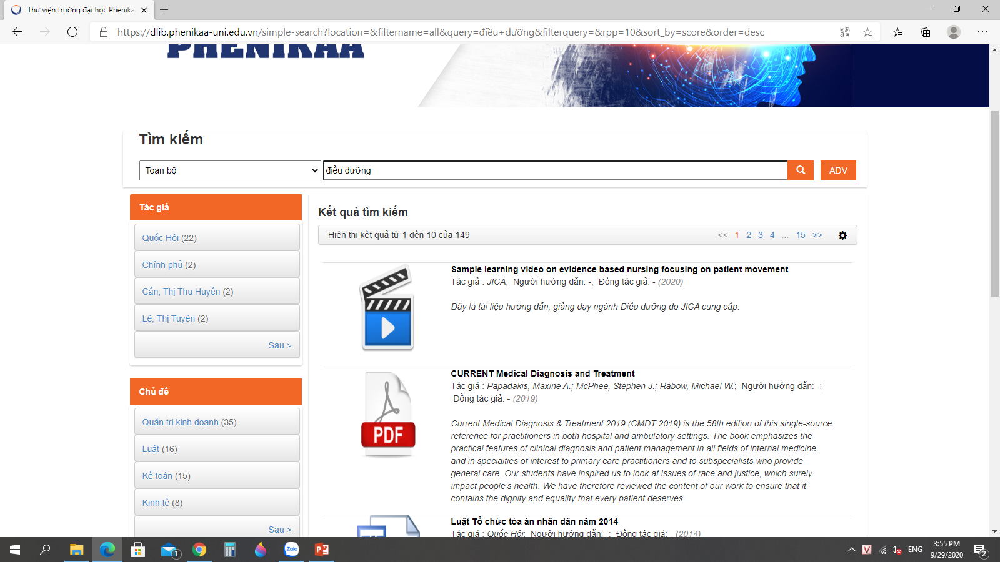 Thư viện trường đại học Phenika
https://dlib.phenikaa-uni.edu.vn/simple-search?location=&filtername=all&query=điều+dưỡng&filterquery=&rpp=10&sort_by=score&order=desc
PHENIKAA
Tìm kiếm
Toàn bộ điều dưỡng ADV
Tác giả
Quốc Hội (22)
Chính phủ (2)
Cấn, Thị Thu Huyền (2)
Lê, Thị Tuyên (2)
Sau >
Chủ đề
Quản trị kinh doanh (35)
Luật (16)
Kế toán (15)
Kinh tế (8)
Sau >
Kết quả tìm kiếm
Hiện thị kết quả từ 1 đến 10 của 149 << 1 2 3 4 ... 15 >>
Sample learning video on evidence based nursing focusing on patient movement
Tác giả : JICA; Người hướng dẫn: -; Đồng tác giả: - (2020)
Đây là tài liệu hướng dẫn, giảng dạy ngành Điều dưỡng do JICA cung cấp.
PDF
CURRENT Medical Diagnosis and Treatment
Tác giả : Papadakis, Maxine A.; McPhee, Stephen J.; Rabow, Michael W.; Người hướng dẫn: -;
Đồng tác giả: - (2019)
Current Medical Diagnosis & Treatment 2019 (CMDT 2019) is the 58th edition of this single-source
reference for practitioners in both hospital and ambulatory settings. The book emphasizes the
practical features of clinical diagnosis and patient management in all fields of internal medicine
and in specialties of interest to primary care practitioners and to subspecialists who provide
general care. Our students have inspired us to look at issues of race and justice, which surely
impact people's health. We have therefore reviewed the content of our work to ensure that it
contains the dignity and equality that every patient deserves.
Luật Tổ chức tòa án nhân dân năm 2014
Tác giả : Quốc Hội; Người hướng dẫn: -; Đồng tác giả: - (2014)
1
Zalo
V
ENG
3:55 PM
9/29/2020
2